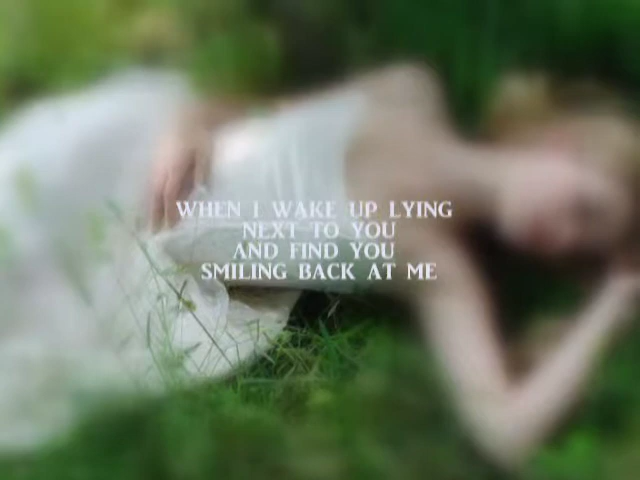 WHEN I WAKE UP LYING
NEXT TO YOU
AND FIND YOU
SMILING BACK AT ME